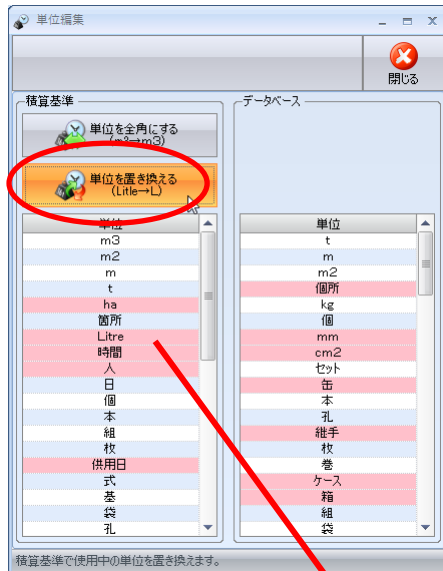 単位編集
閉じる
積算基準
単位を全角にする
(m³→m3)
単位を置き換える
(Litle→L)
単位
m3
m2
m
t
ha
箇所
Litre
時間
人
日
個
本
組
枚
供用日
式
基
袋
孔
データベース
単位
t
m
m2
個所
kg
個
mm
cm2
セット
缶
本
孔
継手
枚
巻
ケース
箱
組
袋
積算基準で使用中の単位を置き換えます。